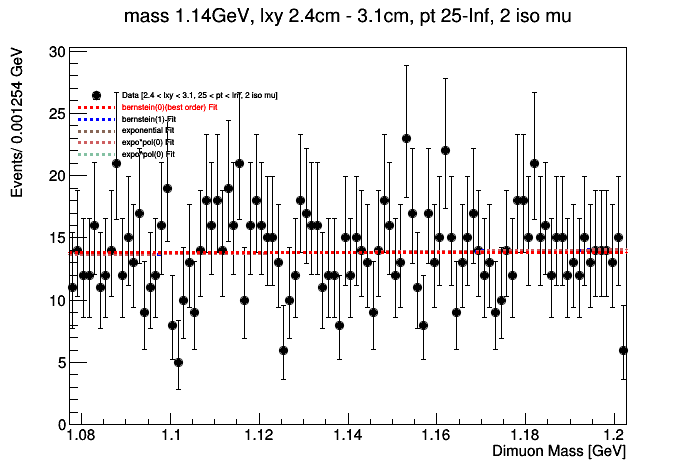 mass 1.14GeV, lxy 2.4cm - 3.1cm, pt 25-Inf, 2 iso mu
Events/ 0.001254 GeV
30
25
20
15
10
5
0
Data [2.4 < lxy < 3.1, 25 < pt < Inf, 2 iso mu]
bernstein(0)(best order) Fit
bernstein(1) Fit
exponential Fit
expo*pol(0) Fit
expo*pol(0) Fit
1.08 1.1 1.12 1.14 1.16 1.18 1.2
Dimuon Mass [GeV]